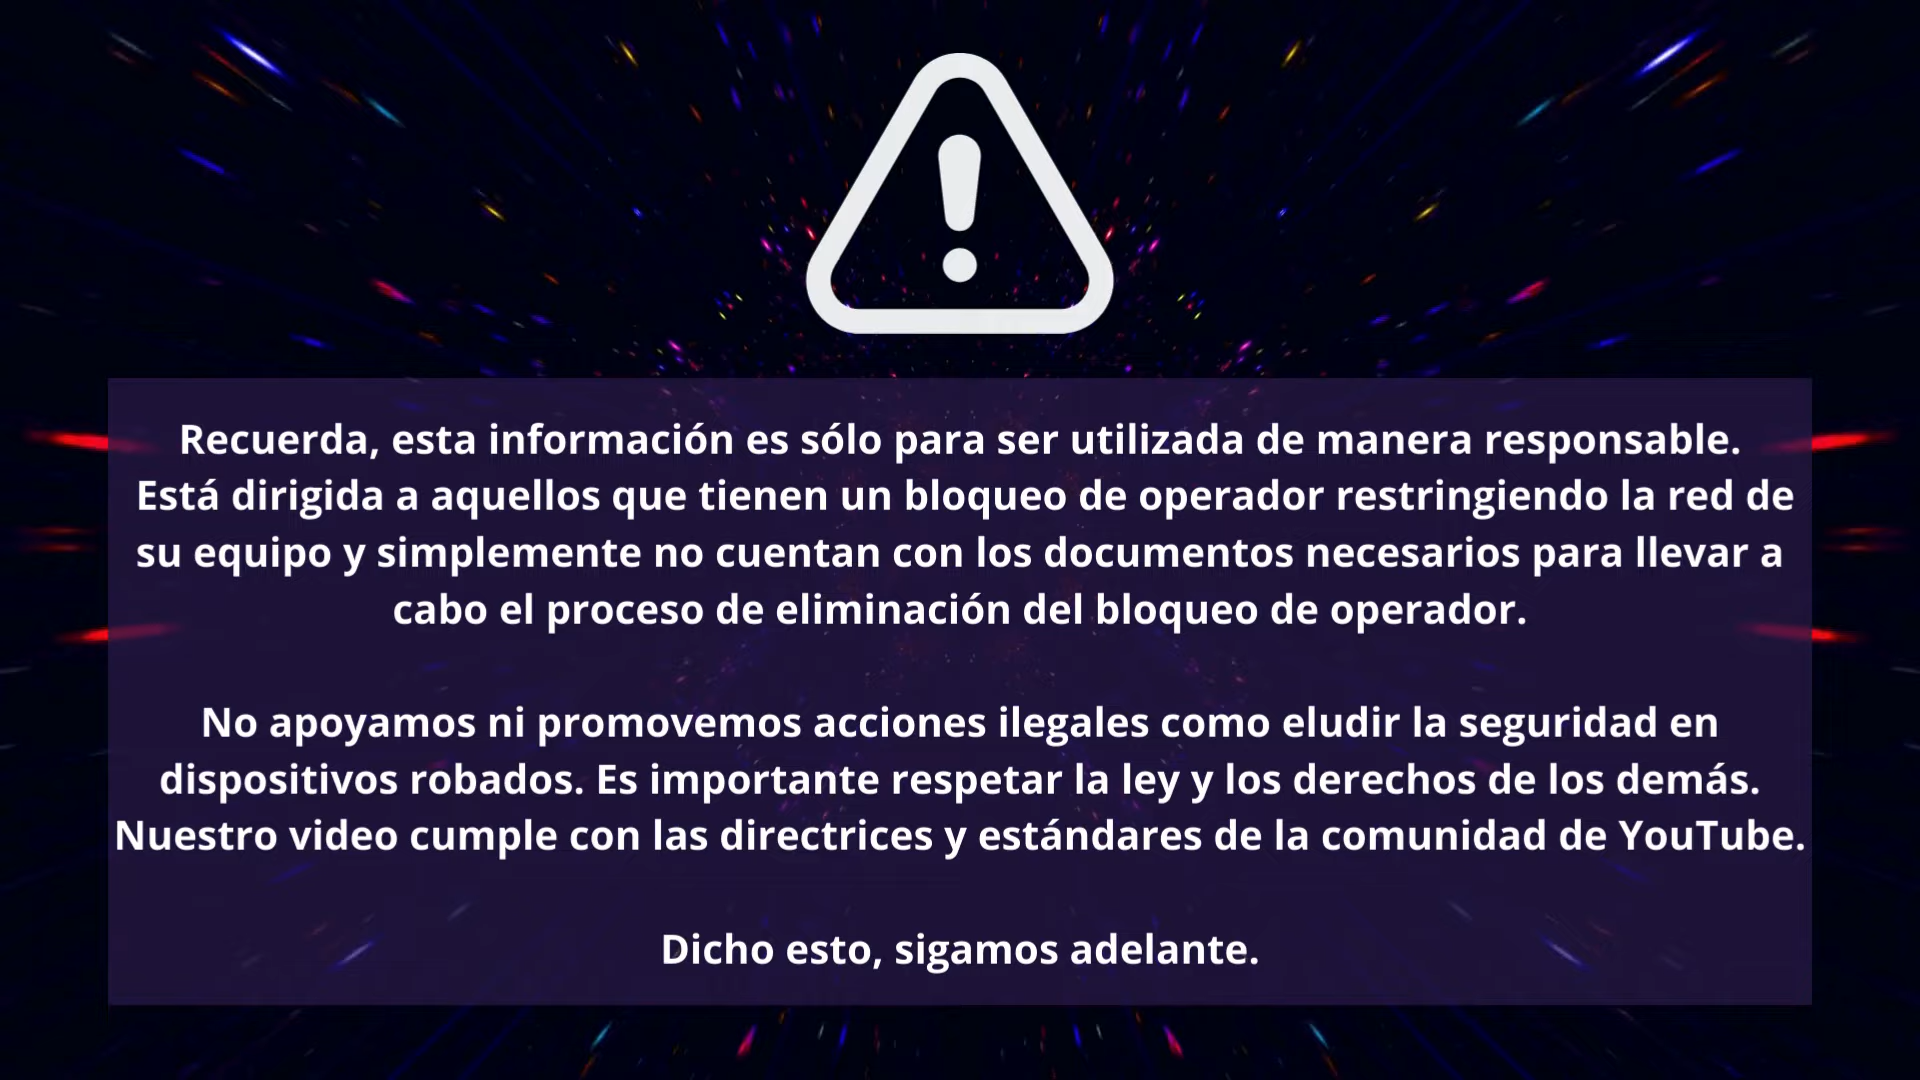 Recuerda, esta información es sólo para ser utilizada de manera responsable.
Está dirigida a aquellos que tienen un bloqueo de operador restringiendo la red de
su equipo y simplemente no cuentan con los documentos necesarios para llevar a
cabo el proceso de eliminación del bloqueo de operador.
No apoyamos ni promovemos acciones ilegales como eludir la seguridad en
dispositivos robados. Es importante respetar la ley y los derechos de los demás.
Nuestro video cumple con las directrices y estándares de la comunidad de YouTube.
Dicho esto, sigamos adelante.